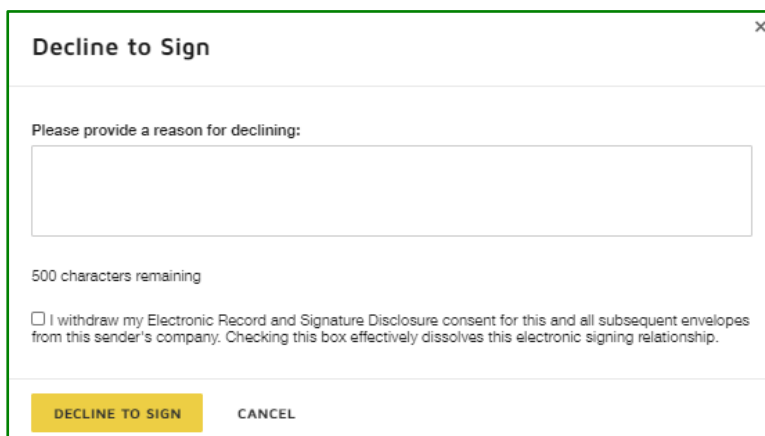 Decline to Sign
Please provide a reason for declining:
500 characters remaining
I withdraw my Electronic Record and Signature Disclosure consent for this and all subsequent envelopes
from this sender's company. Checking this box effectively dissolves this electronic signing relationship.
DECLINE TO SIGN CANCEL